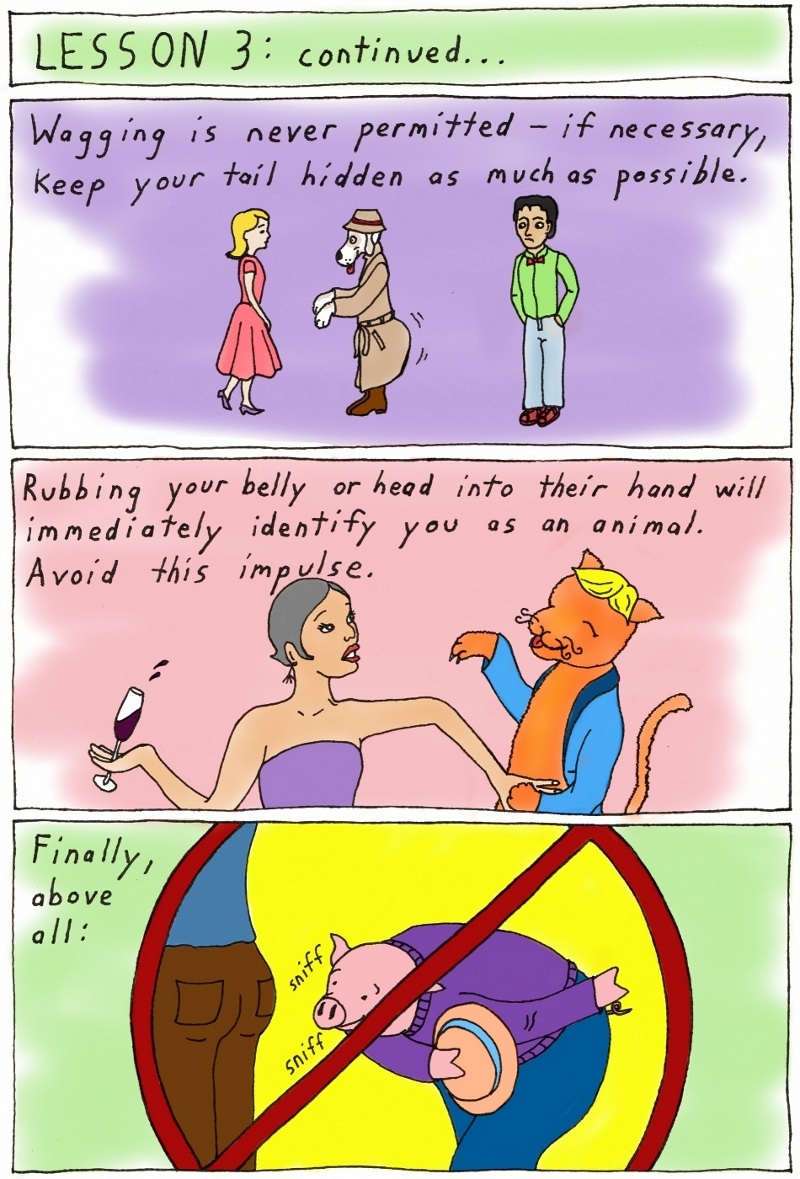 LESSON 3: continued...
Wagging is never permitted – if necessary,
keep your tail hidden as much as possible.
Rubbing your belly or head into their hand will
immediately identify you as an animal.
Avoid this impulse.
Finally,
above
all:
sniff
sniff